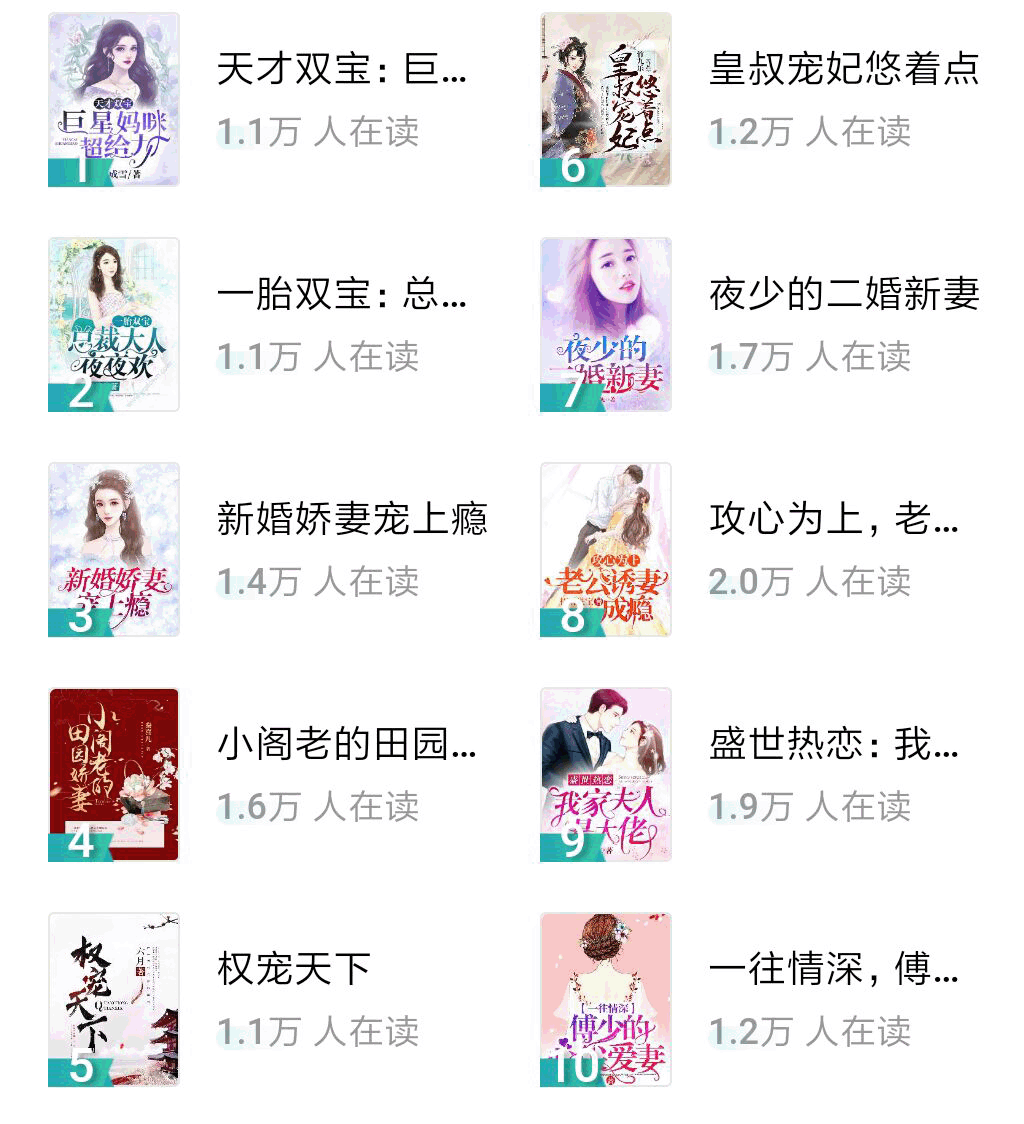 天才双宝
巨星妈咪
超给力
成雪/著
1
天才双宝：巨...
1.1万 人在读
一胎双宝
总裁大人
夜夜欢
2
一胎双宝：总...
1.1万 人在读
新婚娇妻
宠上瘾
3
新婚娇妻宠上瘾
1.4万 人在读
小阁老的
田园娇妻
4
小阁老的田园...
1.6万 人在读
权宠天下
六月 著
5
权宠天下
1.1万 人在读
皇叔宠妃
悠着点
6
皇叔宠妃悠着点
1.2万 人在读
夜少的
二婚新妻
7
夜少的二婚新妻
1.7万 人在读
攻心为上
老公诱妻
成瘾
8
攻心为上，老...
2.0万 人在读
盛世热恋
我家夫人
是大佬
9
盛世热恋：我...
1.9万 人在读
【一往情深】
傅少的
爱妻
10
一往情深，傅...
1.2万 人在读